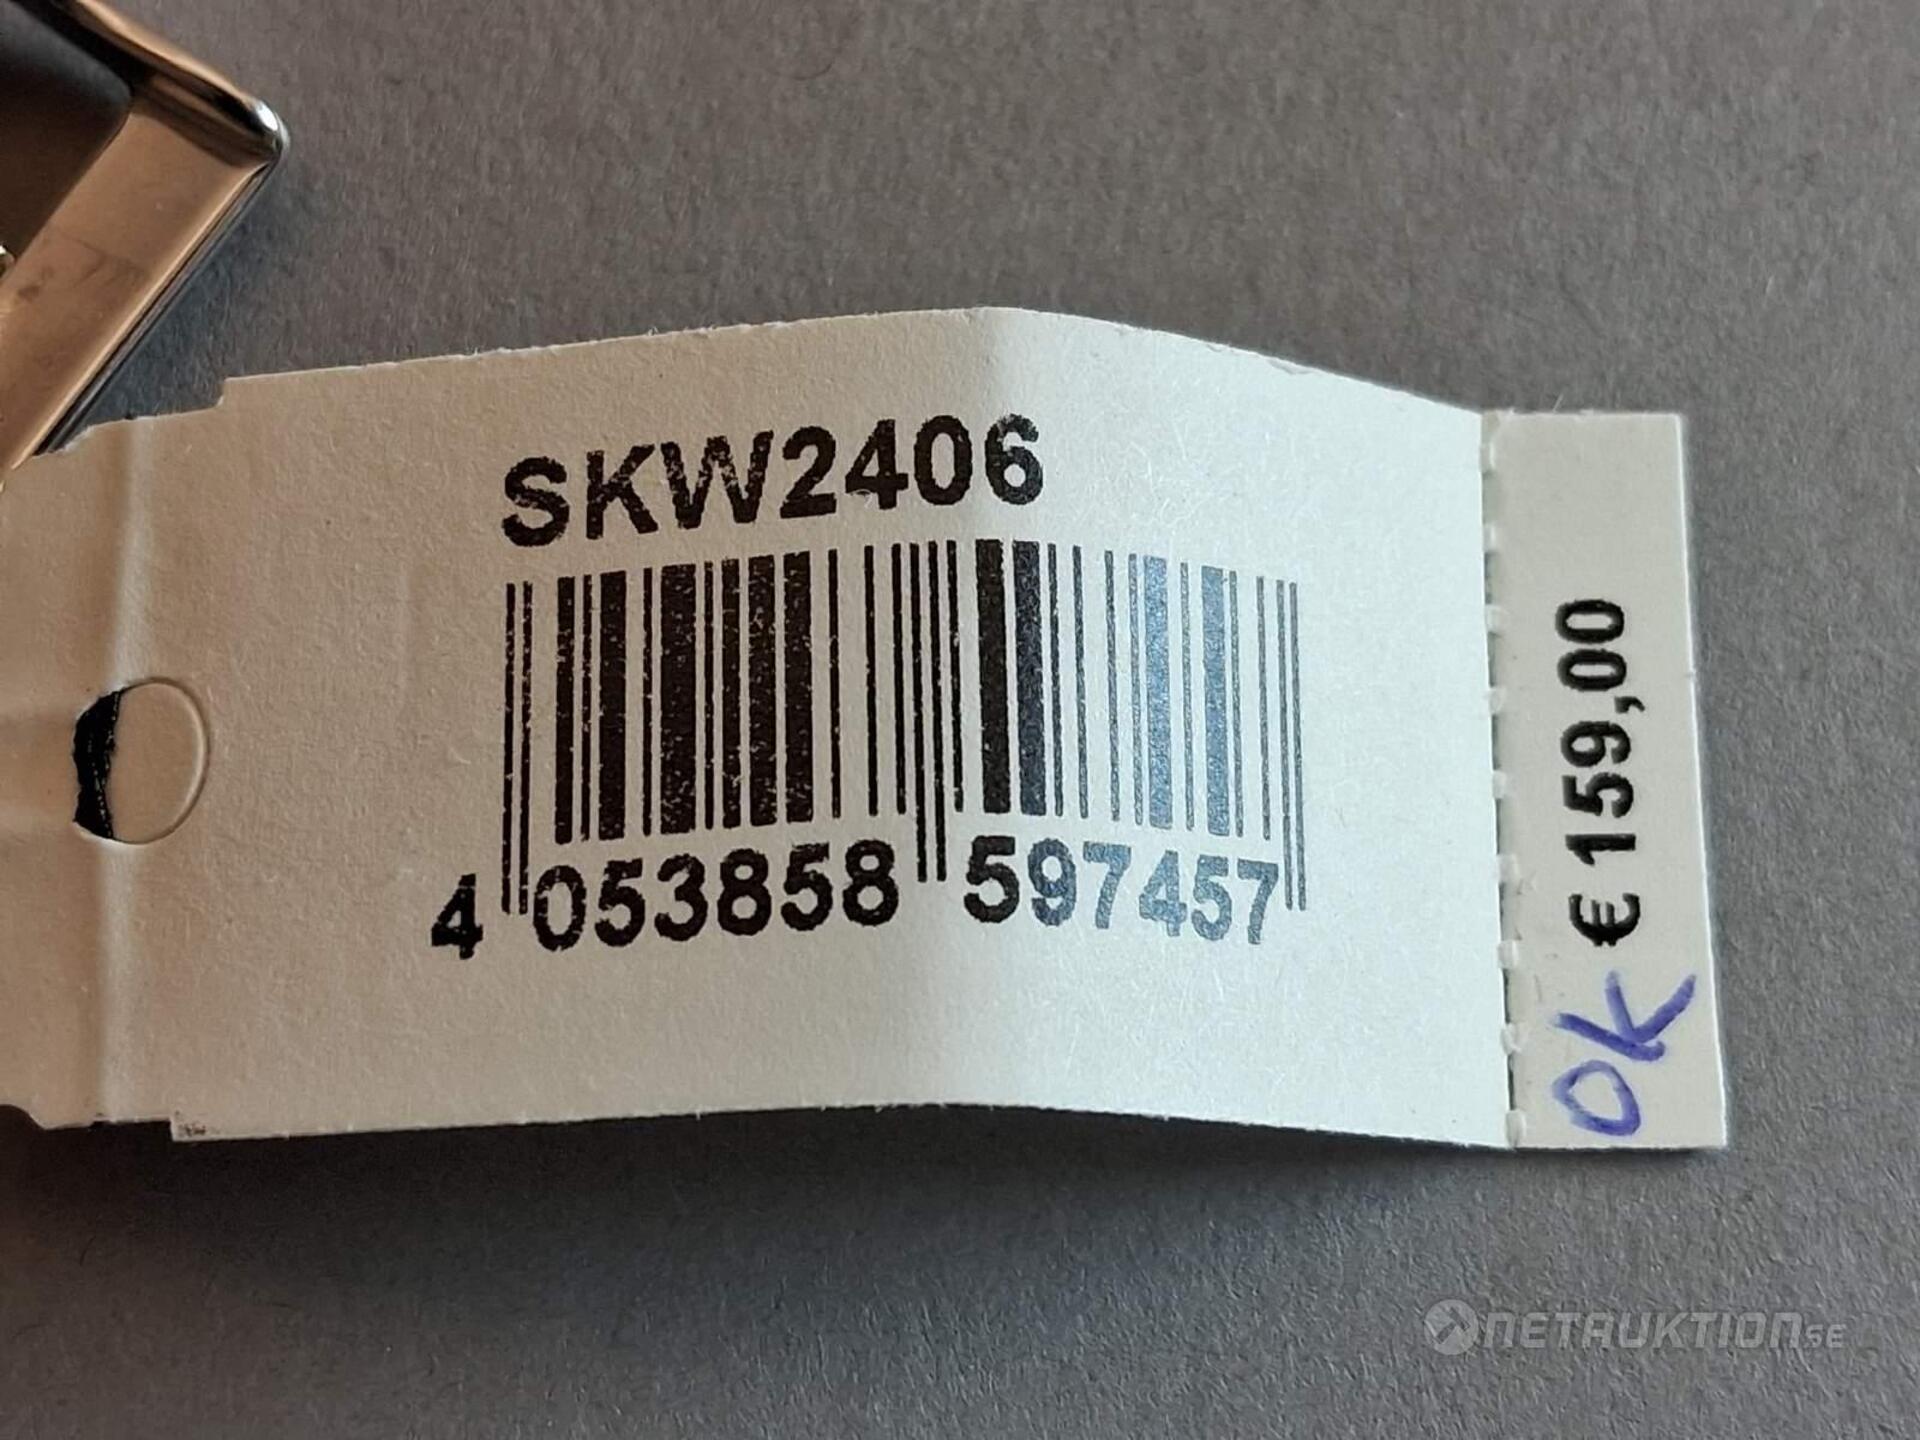 SKW2406
4 053858 597457
€ 159,00
OK
NETAUKTION.SE